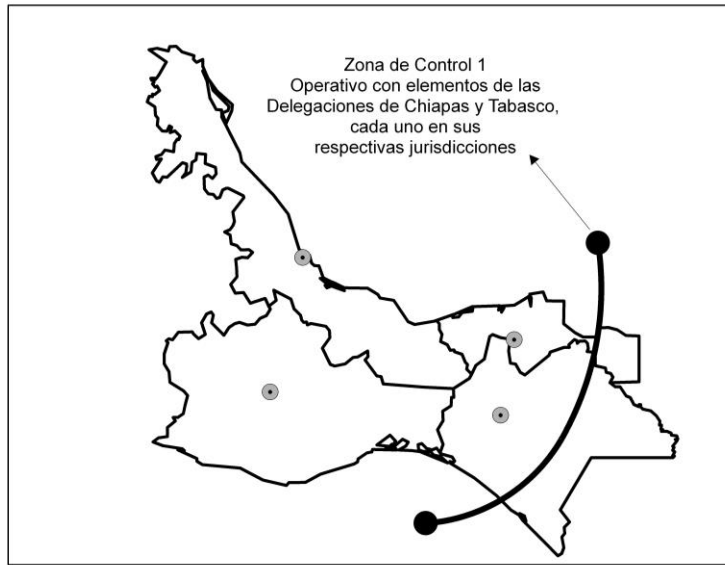 Zona de Control 1
Operativo con elementos de las
Delegaciones de Chiapas y Tabasco,
cada uno en sus
respectivas jurisdicciones